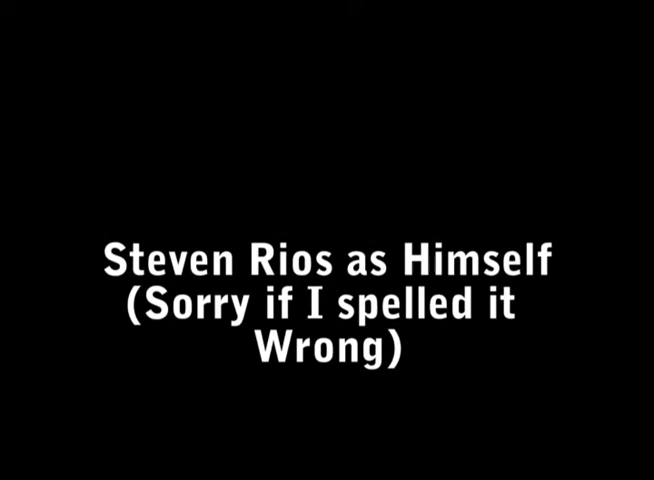 Steven Rios as Himself
(Sorry if I spelled it
Wrong)